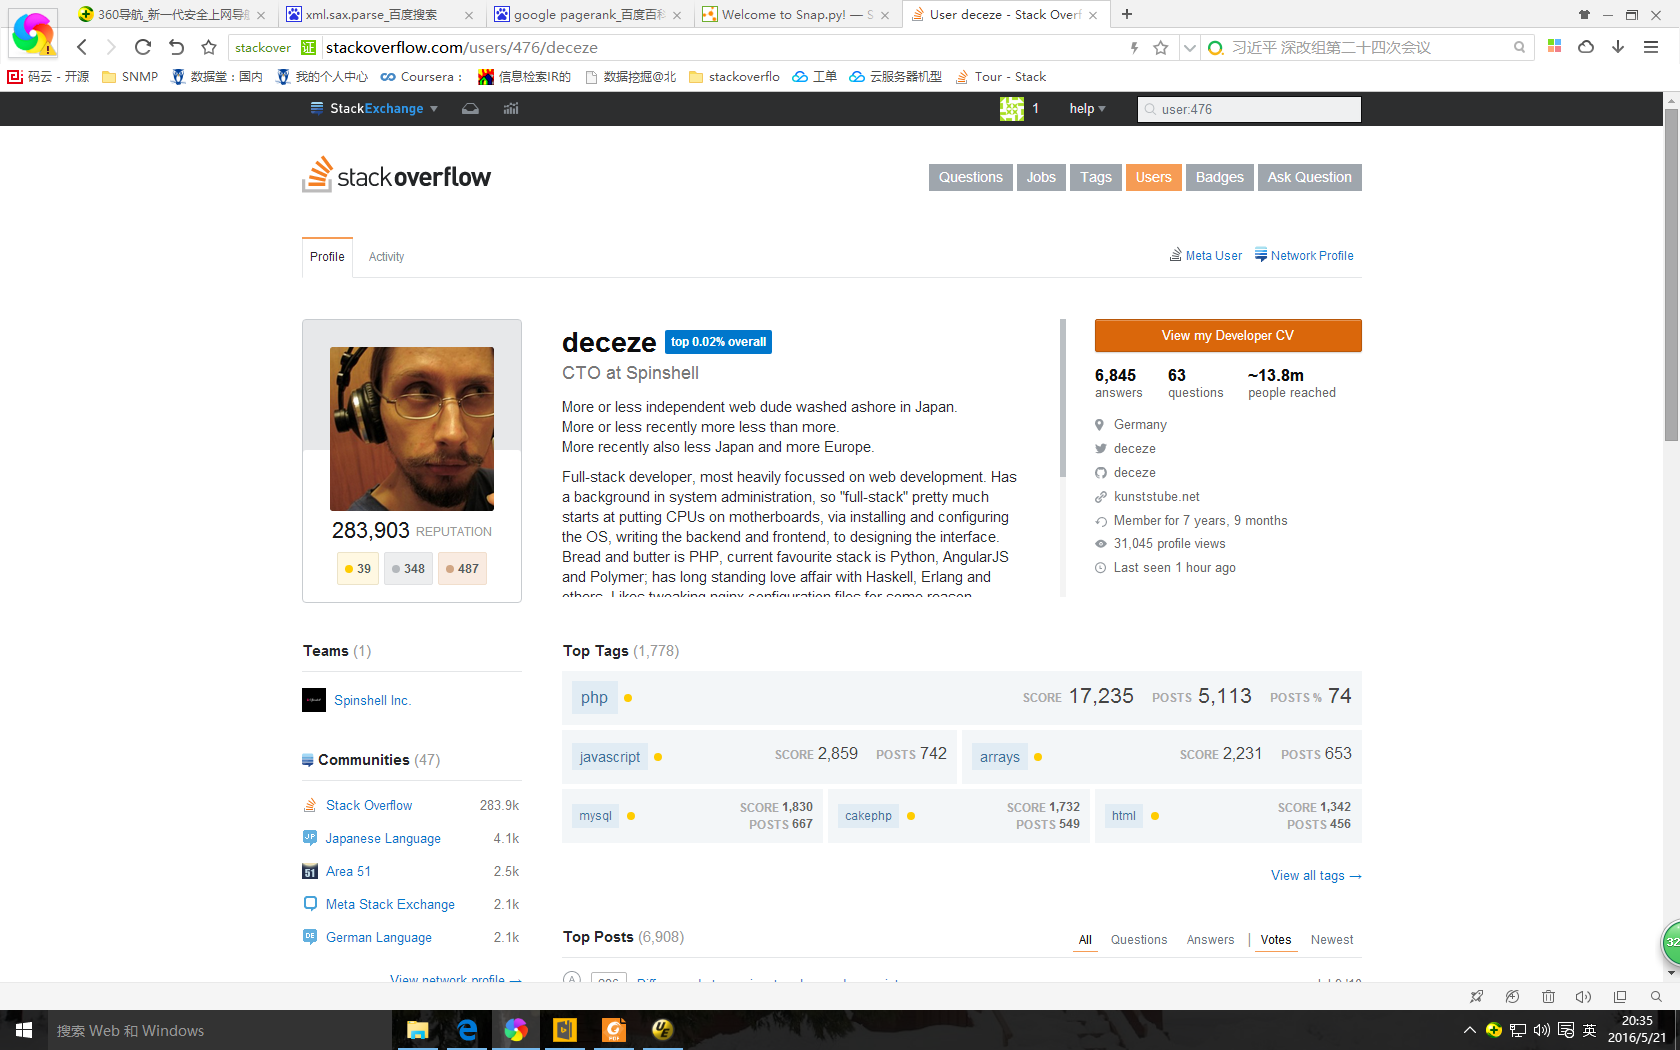 360导航_新一代安全上网导航
xml.sax.parse_百度搜索
google pagerank_百度百科
Welcome to Snap.py! — S
User deceze - Stack Overf
stackover 证 stackoverflow.com/users/476/deceze
习近平 深改组第二十四次会议
码云 - 开源
SNMP
数据堂：国内
我的个人中心
Coursera :
信息检索IR的
数据挖掘@北
stackoverflo
工单
云服务器机型
Tour - Stack
StackExchange
1
help
user:476
stackoverflow
Questions
Jobs
Tags
Users
Badges
Ask Question
Profile
Activity
Meta User
Network Profile
283,903 REPUTATION
39
348
487
deceze top 0.02% overall
CTO at Spinshell
More or less independent web dude washed ashore in Japan.
More or less recently more less than more.
More recently also less Japan and more Europe.
Full-stack developer, most heavily focussed on web development. Has
a background in system administration, so "full-stack" pretty much
starts at putting CPUs on motherboards, via installing and configuring
the OS, writing the backend and frontend, to designing the interface.
Bread and butter is PHP, current favourite stack is Python, AngularJS
and Polymer; has long standing love affair with Haskell, Erlang and
others. Likes tweaking nginx configuration files for some reason.
View my Developer CV
6,845 63 ~13.8m
answers questions people reached
Germany
deceze
deceze
kunststube.net
Member for 7 years, 9 months
31,045 profile views
Last seen 1 hour ago
Teams (1)
Spinshell Inc.
Communities (47)
Stack Overflow 283.9k
JP Japanese Language 4.1k
51 Area 51 2.5k
Meta Stack Exchange 2.1k
DE German Language 2.1k
View network profile →
Top Tags (1,778)
php SCORE 17,235 POSTS 5,113 POSTS % 74
javascript SCORE 2,859 POSTS 742
arrays SCORE 2,231 POSTS 653
mysql SCORE 1,830
POSTS 667
cakephp SCORE 1,732
POSTS 549
html SCORE 1,342
POSTS 456
View all tags →
Top Posts (6,908)
All Questions Answers | Votes Newest
A
32
搜索 Web 和 Windows
英
20:35
2016/5/21